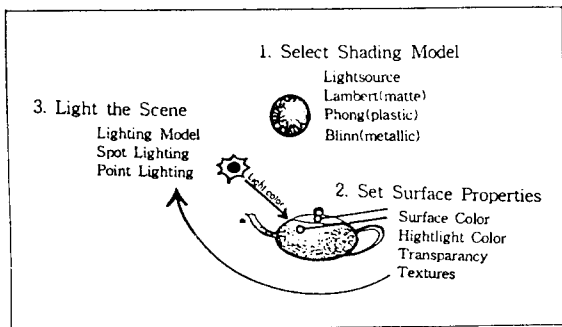 1. Select Shading Model
Lightsource
Lambert(matte)
Phong(plastic)
Blinn(metallic)
3. Light the Scene
Lighting Model
Spot Lighting
Point Lighting
Light color
2. Set Surface Properties
Surface Color
Hightlight Color
Transparancy
Textures